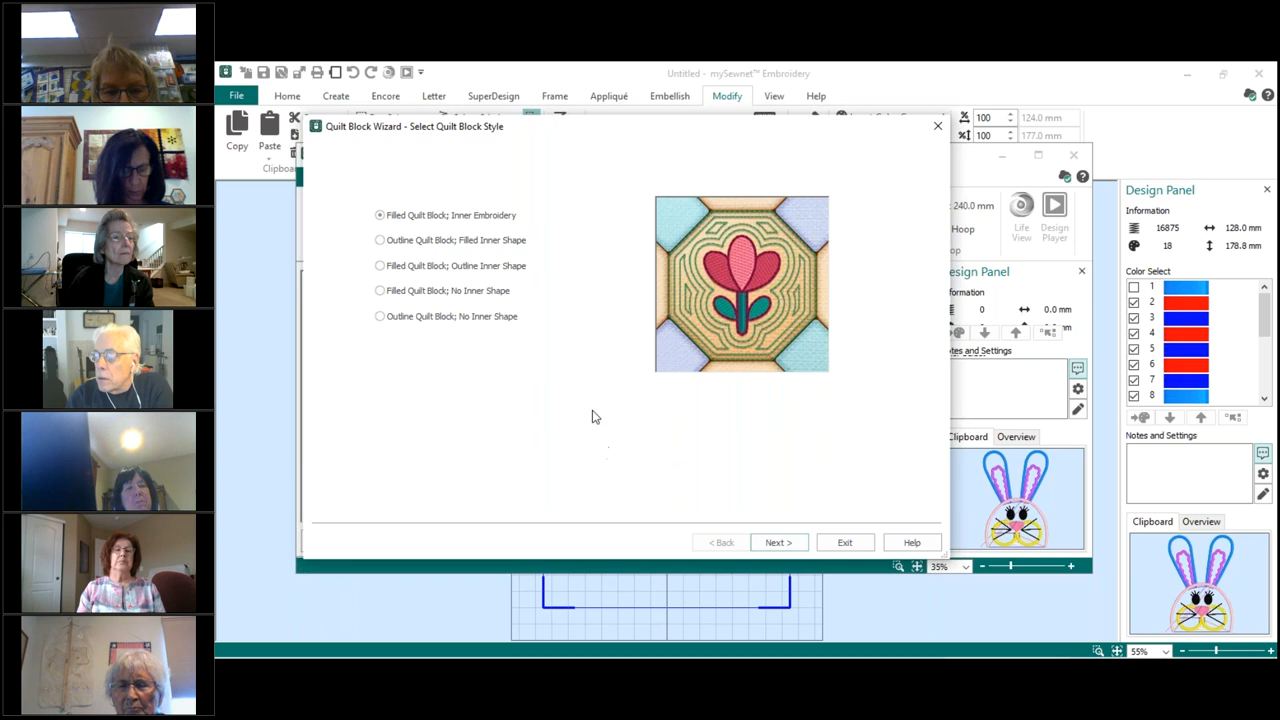 Untitled - mySewnet™ Embroidery
File Home Create Encore Letter SuperDesign Frame Appliqué Embellish Modify View Help
Copy
Paste
Clipboa
100
124.0 mm
100
177.0 mm
Quilt Block Wizard - Select Quilt Block Style
Filled Quilt Block; Inner Embroidery
Outline Quilt Block; Filled Inner Shape
Filled Quilt Block; Outline Inner Shape
Filled Quilt Block; No Inner Shape
Outline Quilt Block; No Inner Shape
< Back
Next >
Exit
Help
240.0 mm
Hoop
op
Life View
Design Player
esign Panel
formation
0
0.0 mm
otes and Settings
Clipboard Overview
35%
Design Panel
Information
16875
128.0 mm
18
178.8 mm
Color Select
1
2
3
4
5
6
7
8
Notes and Settings
Clipboard Overview
55%